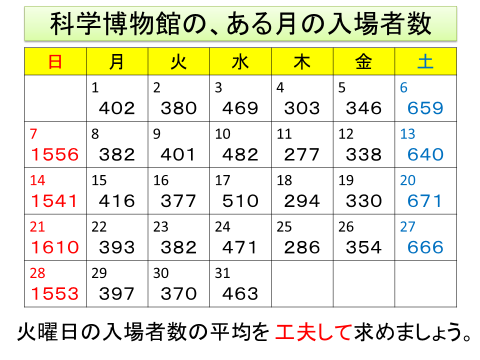 科学博物館の、ある月の入場者数
日 月 火 水 木 金 土
1 2 3 4 5 6
402 380 469 303 346 659
7 8 9 10 11 12 13
1556 382 401 482 277 338 640
14 15 16 17 18 19 20
1541 416 377 510 294 330 671
21 22 23 24 25 26 27
1610 393 382 471 286 354 666
28 29 30 31
1553 397 370 463
火曜日の入場者数の平均を 工夫して求めましょう。